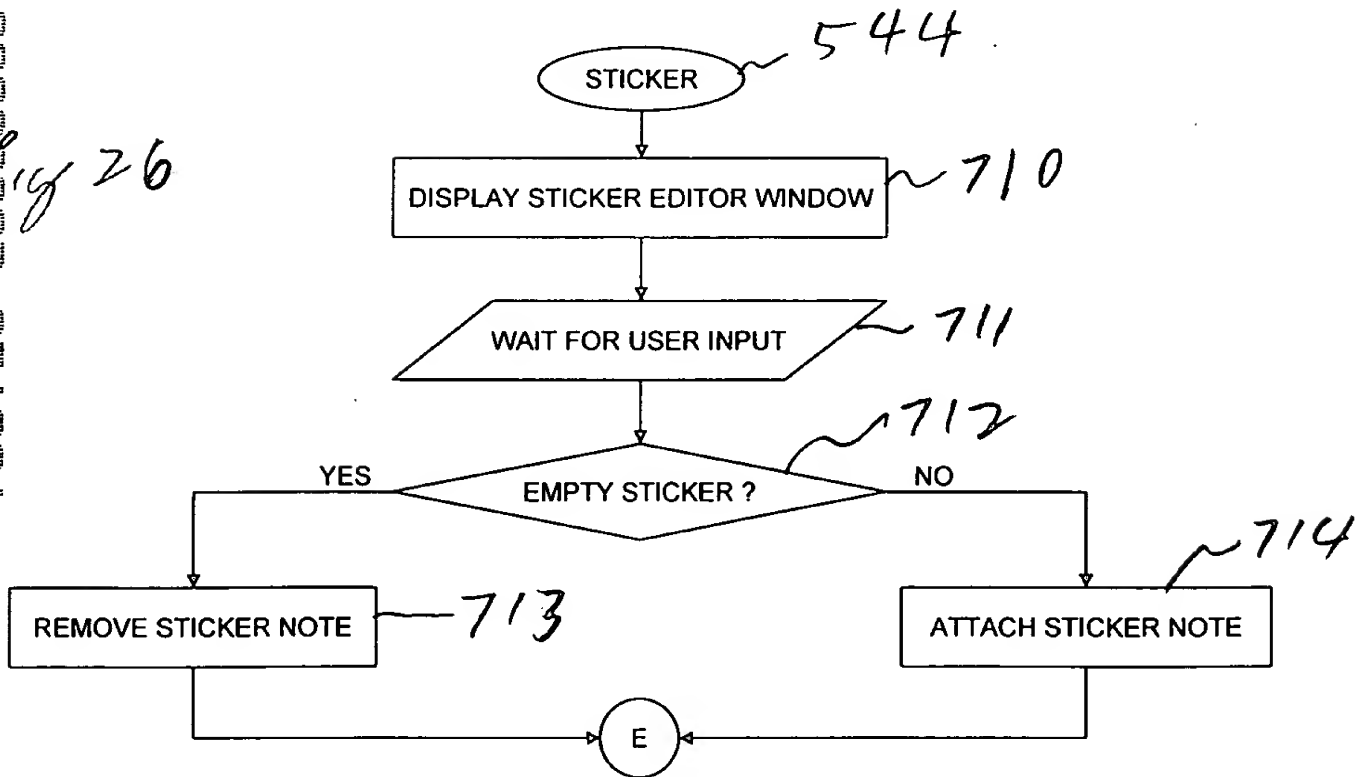 544
STICKER
Fig 26
DISPLAY STICKER EDITOR WINDOW
710
WAIT FOR USER INPUT
711
712
YES
EMPTY STICKER ?
NO
714
REMOVE STICKER NOTE
713
ATTACH STICKER NOTE
E